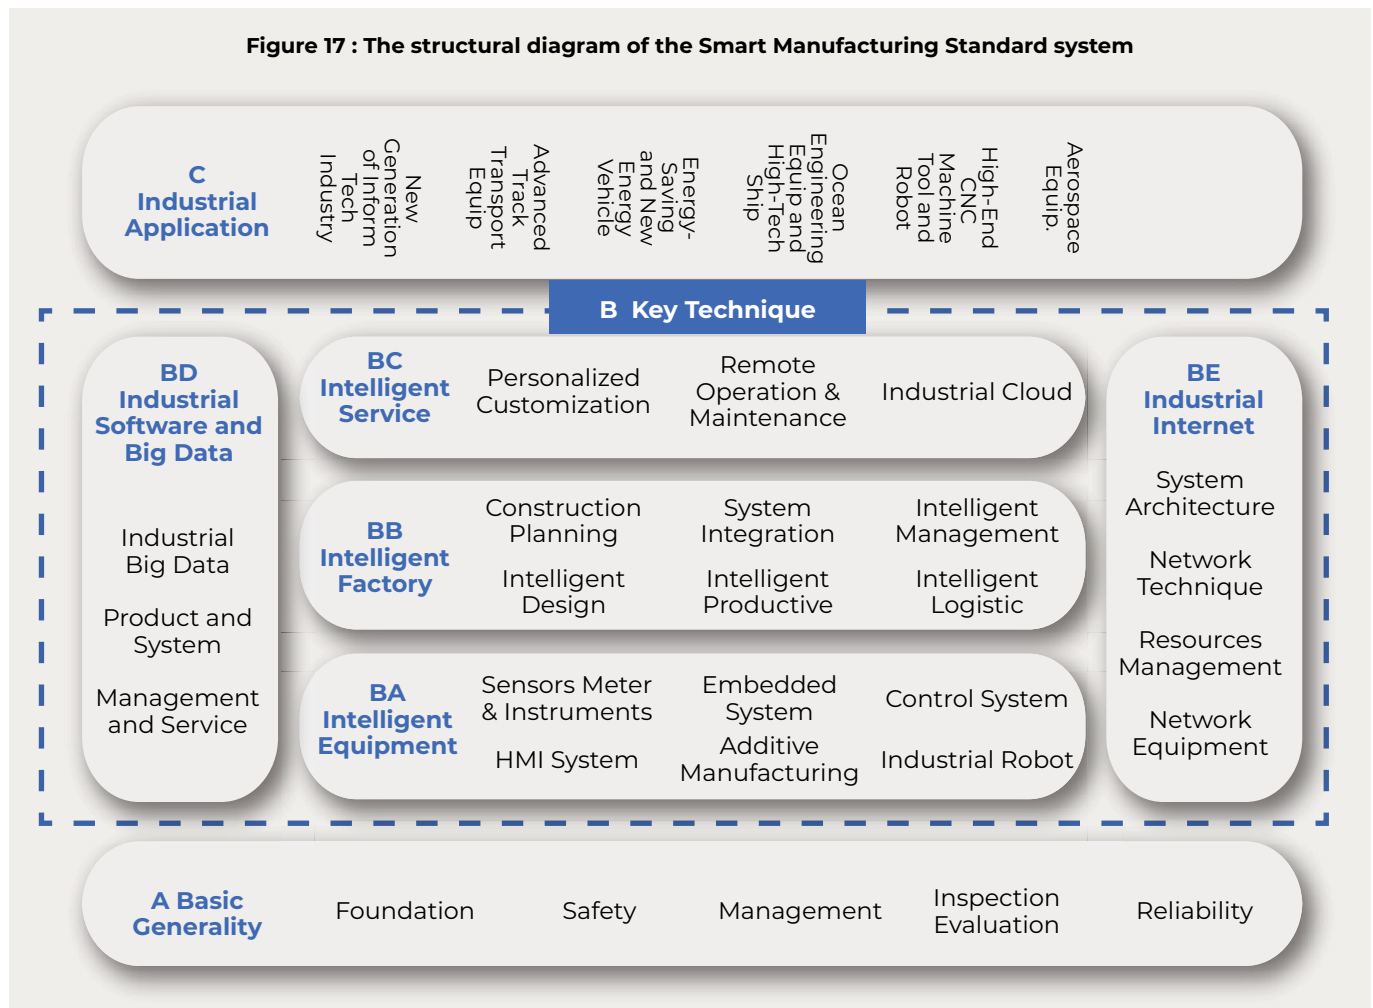 Figure 17 : The structural diagram of the Smart Manufacturing Standard system
C
Industrial
Application
New
Generation
of Inform
Tech
Industry
Advanced
Track
Transport
Equip
Energy-
Saving
and New
Energy
Vehicle
Ocean
Engineering
Equip and
High-Tech
Ship
High-End
CNC
Machine
Tool and
Robot
Aerospace
Equip.
B Key Technique
BD
Industrial
Software and
Big Data
Industrial
Big Data
Product and
System
Management
and Service
BC
Intelligent
Service
Personalized
Customization
Remote
Operation &
Maintenance
Industrial Cloud
BB
Intelligent
Factory
Construction
Planning
System
Integration
Intelligent
Management
Intelligent
Design
Intelligent
Productive
Intelligent
Logistic
BA
Intelligent
Equipment
Sensors Meter
& Instruments
Embedded
System
Control System
HMI System
Additive
Manufacturing
Industrial Robot
BE
Industrial
Internet
System
Architecture
Network
Technique
Resources
Management
Network
Equipment
A Basic
Generality
Foundation
Safety
Management
Inspection
Evaluation
Reliability